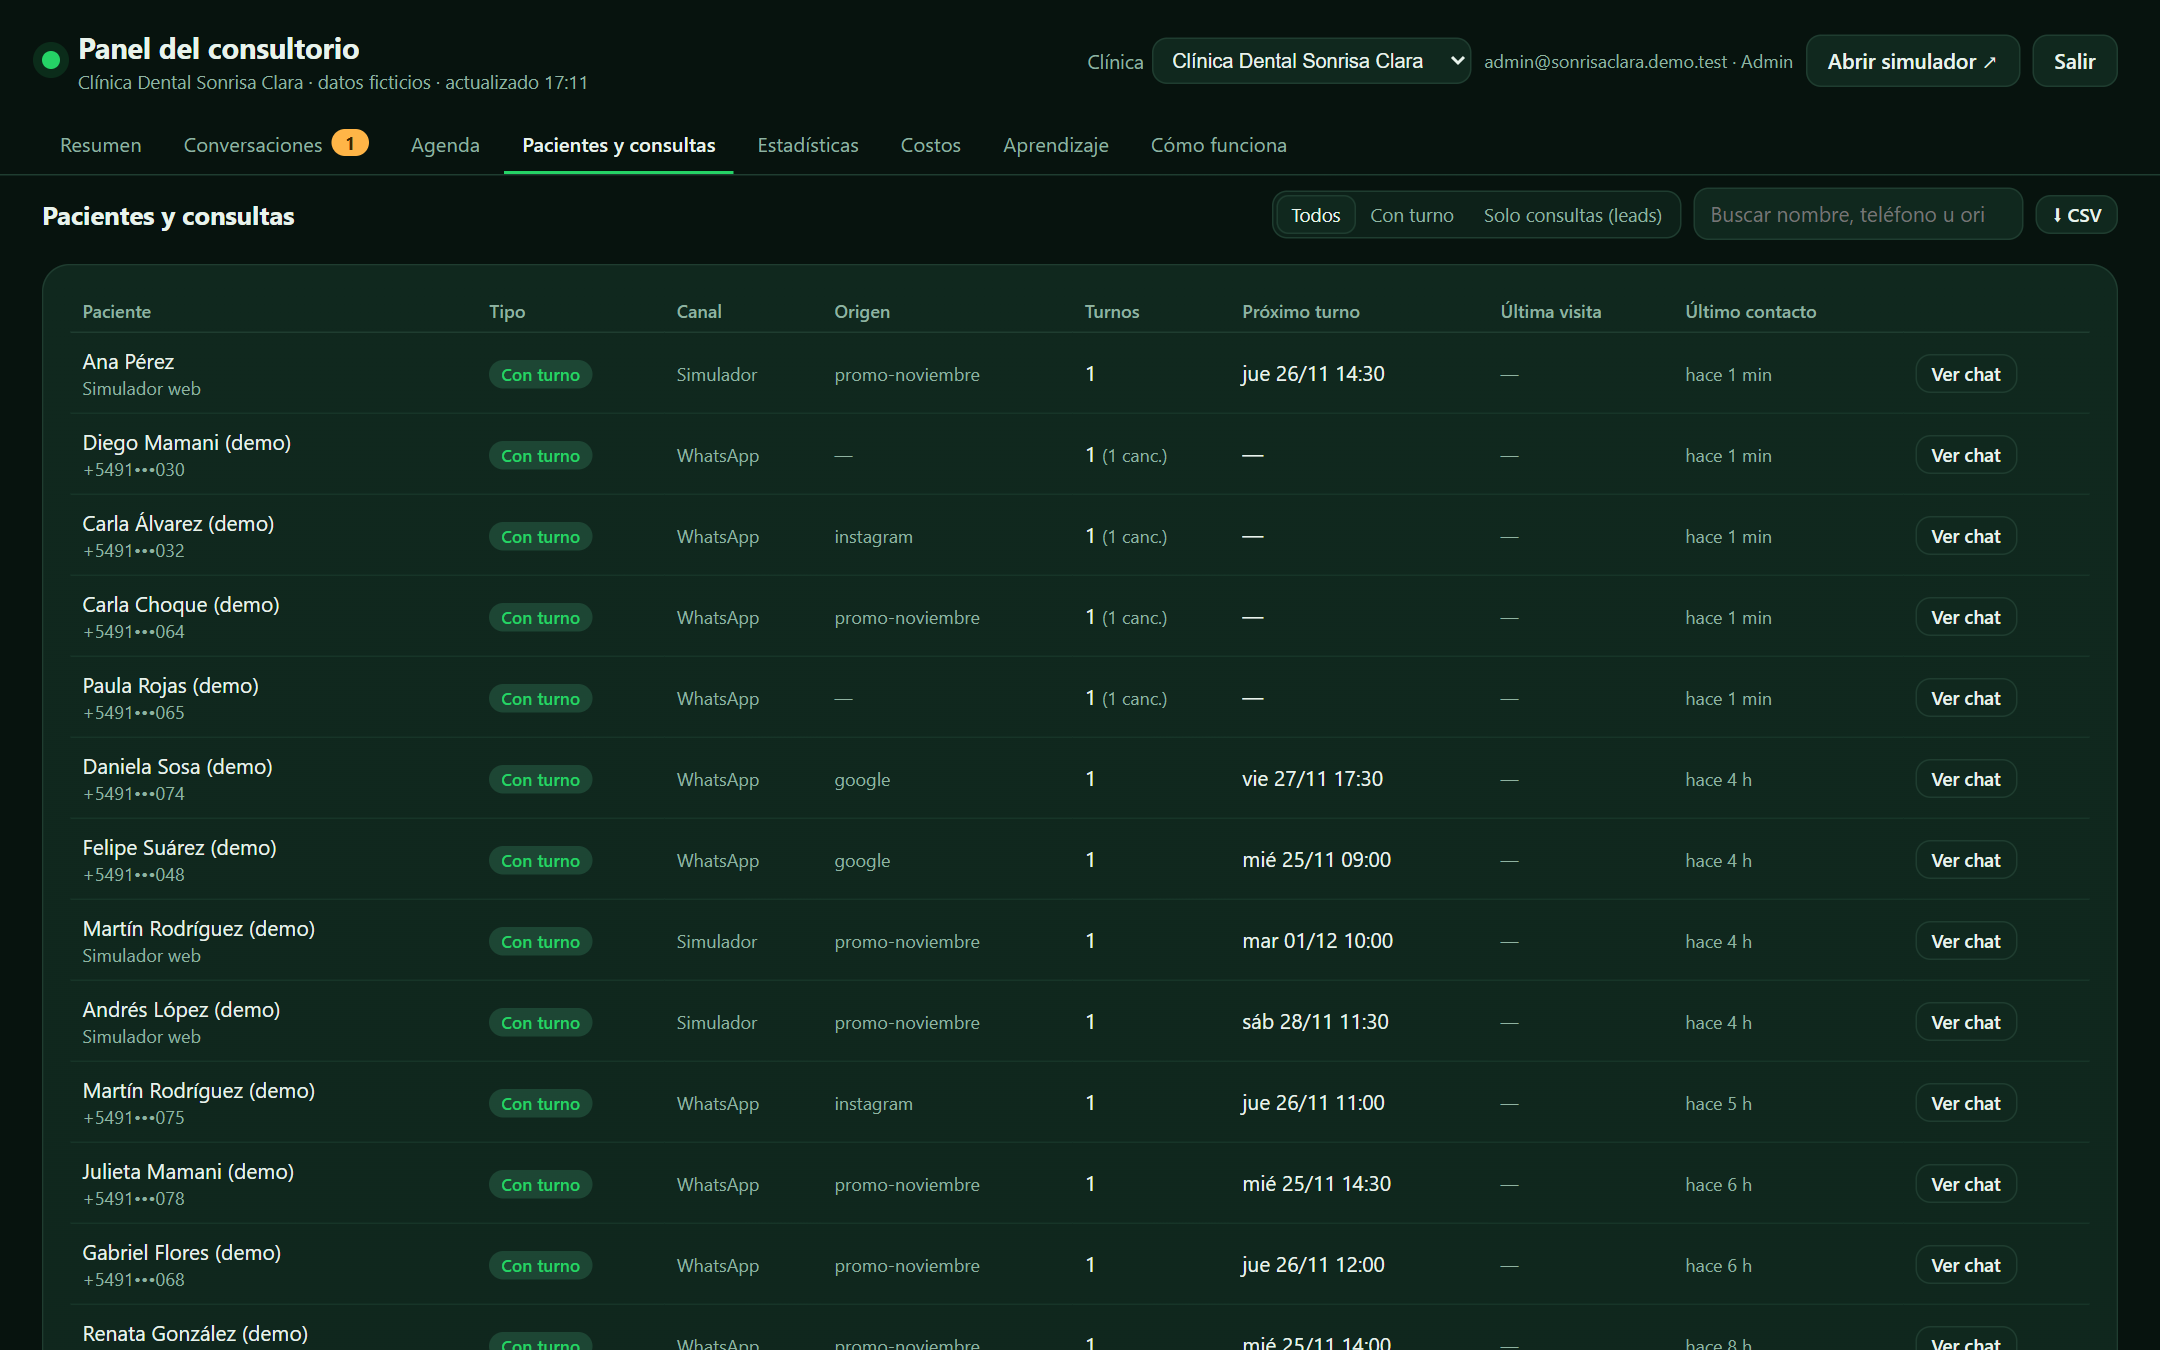 Panel del consultorio
Clínica Dental Sonrisa Clara · datos ficticios · actualizado 17:11
Clínica Clínica Dental Sonrisa Clara admin@sonrisaclara.demo.test · Admin Abrir simulador ↗ Salir
Resumen Conversaciones 1 Agenda Pacientes y consultas Estadísticas Costos Aprendizaje Cómo funciona
Pacientes y consultas Todos Con turno Solo consultas (leads) Buscar nombre, teléfono u ori ⬇ CSV
Paciente Tipo Canal Origen Turnos Próximo turno Última visita Último contacto
Ana Pérez
Simulador web
Con turno Simulador promo-noviembre 1 jue 26/11 14:30 — hace 1 min Ver chat
Diego Mamani (demo)
+5491•••030
Con turno WhatsApp — 1 (1 canc.) — — hace 1 min Ver chat
Carla Álvarez (demo)
+5491•••032
Con turno WhatsApp instagram 1 (1 canc.) — — hace 1 min Ver chat
Carla Choque (demo)
+5491•••064
Con turno WhatsApp promo-noviembre 1 (1 canc.) — — hace 1 min Ver chat
Paula Rojas (demo)
+5491•••065
Con turno WhatsApp — 1 (1 canc.) — — hace 1 min Ver chat
Daniela Sosa (demo)
+5491•••074
Con turno WhatsApp google 1 vie 27/11 17:30 — hace 4 h Ver chat
Felipe Suárez (demo)
+5491•••048
Con turno WhatsApp google 1 mié 25/11 09:00 — hace 4 h Ver chat
Martín Rodríguez (demo)
Simulador web
Con turno Simulador promo-noviembre 1 mar 01/12 10:00 — hace 4 h Ver chat
Andrés López (demo)
Simulador web
Con turno Simulador promo-noviembre 1 sáb 28/11 11:30 — hace 4 h Ver chat
Martín Rodríguez (demo)
+5491•••075
Con turno WhatsApp instagram 1 jue 26/11 11:00 — hace 5 h Ver chat
Julieta Mamani (demo)
+5491•••078
Con turno WhatsApp promo-noviembre 1 mié 25/11 14:30 — hace 6 h Ver chat
Gabriel Flores (demo)
+5491•••068
Con turno WhatsApp promo-noviembre 1 jue 26/11 12:00 — hace 6 h Ver chat
Renata González (demo)
Con turno WhatsApp promo-noviembre 1 mié 25/11 14:00 — hace 8 h Ver chat